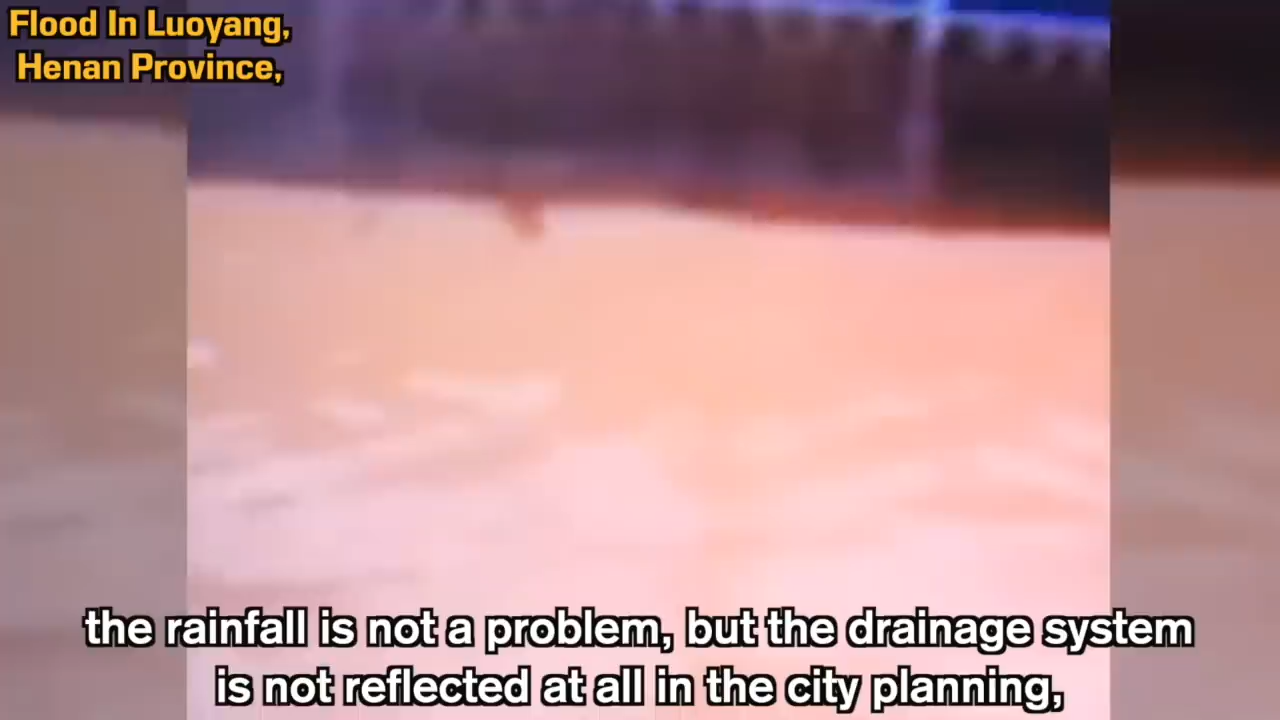 Flood In Luoyang,
Henan Province,
the rainfall is not a problem, but the drainage system
is not reflected at all in the city planning,